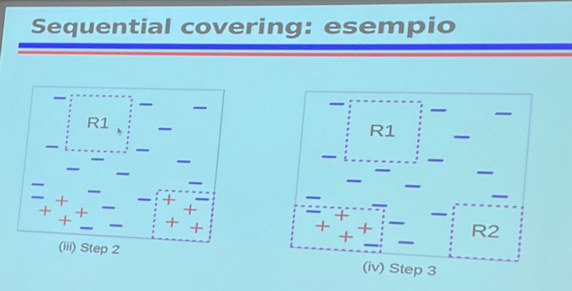 Sequential covering: esempio
R1
R1
R2
(iii) Step 2
(iv) Step 3